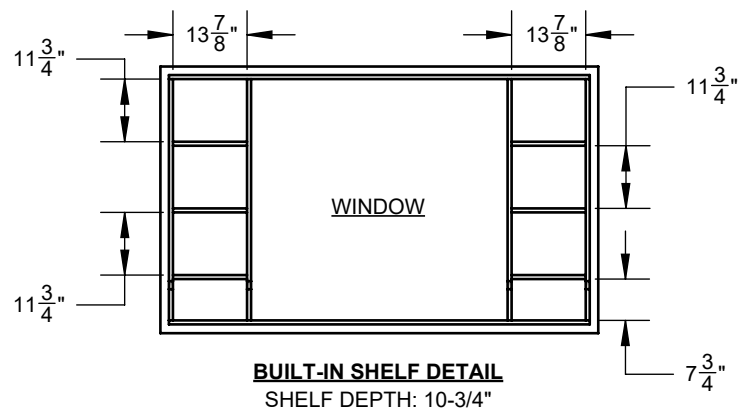 13 7/8" 13 7/8"
11 3/4"
11 3/4"
WINDOW
11 3/4"
7 3/4"
BUILT-IN SHELF DETAIL
SHELF DEPTH: 10-3/4"